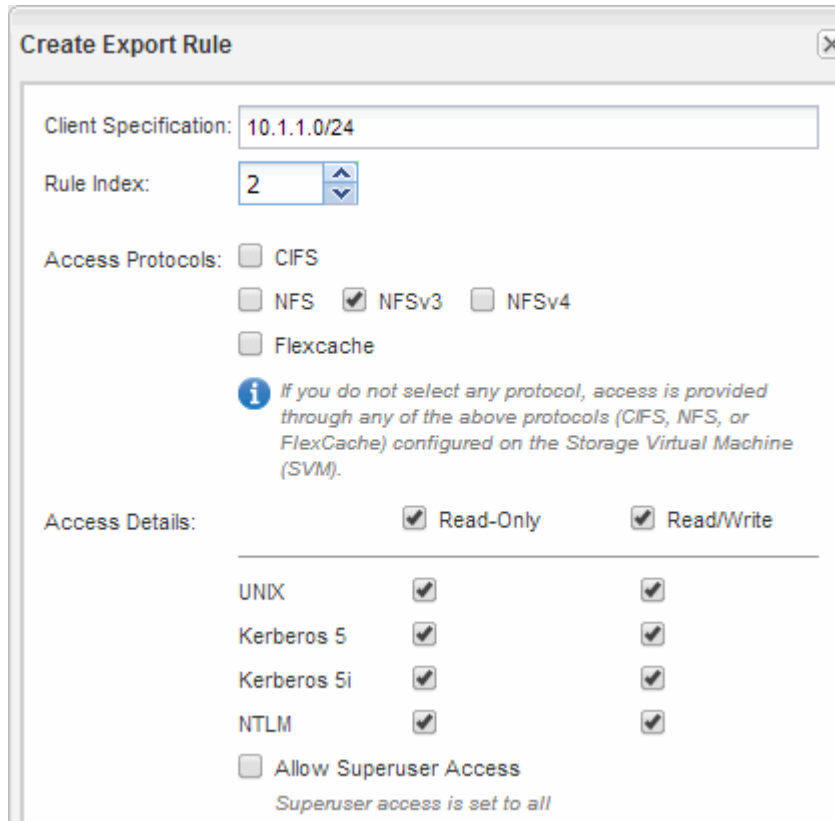 Create Export Rule
Client Specification: 10.1.1.0/24
Rule Index: 2
Access Protocols: CIFS
NFS NFSv3 NFSv4
Flexcache
If you do not select any protocol, access is provided
through any of the above protocols (CIFS, NFS, or
FlexCache) configured on the Storage Virtual Machine
(SVM).
Access Details: Read-Only Read/Write
UNIX
Kerberos 5
Kerberos 5i
NTLM
Allow Superuser Access
Superuser access is set to all